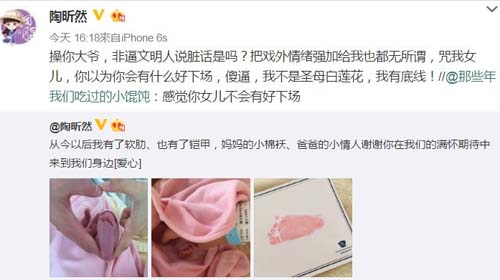 陶昕然
今天 16:18来自iPhone 6s
操你大爷，非逼文明人说脏话是吗？把戏外情绪强加给我也都无所谓，咒我女
儿，你以为你会有什么好下场，傻逼，我不是圣母白莲花，我有底线！//@那些年
我们吃过的小馄饨：感觉你女儿不会有好下场
@陶昕然
从今以后我有了软肋、也有了铠甲，妈妈的小棉袄、爸爸的小情人谢谢你在我们的满怀期待中
来到我们身边[爱心]